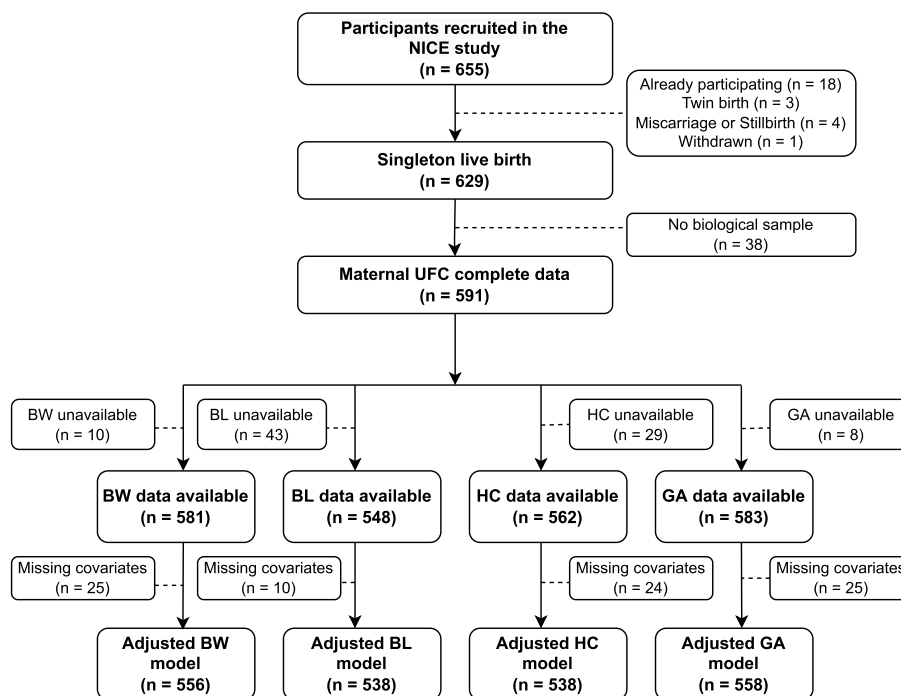 Participants recruited in the
NICE study
(n = 655)
Already participating (n = 18)
Twin birth (n = 3)
Miscarriage or Stillbirth (n = 4)
Withdrawn (n = 1)
Singleton live birth
(n = 629)
No biological sample
(n = 38)
Maternal UFC complete data
(n = 591)
BW unavailable
(n = 10)
BL unavailable
(n = 43)
HC unavailable
(n = 29)
GA unavailable
(n = 8)
BW data available
(n = 581)
BL data available
(n = 548)
HC data available
(n = 562)
GA data available
(n = 583)
Missing covariates
(n = 25)
Missing covariates
(n = 10)
Missing covariates
(n = 24)
Missing covariates
(n = 25)
Adjusted BW
model
(n = 556)
Adjusted BL
model
(n = 538)
Adjusted HC
model
(n = 538)
Adjusted GA
model
(n = 558)